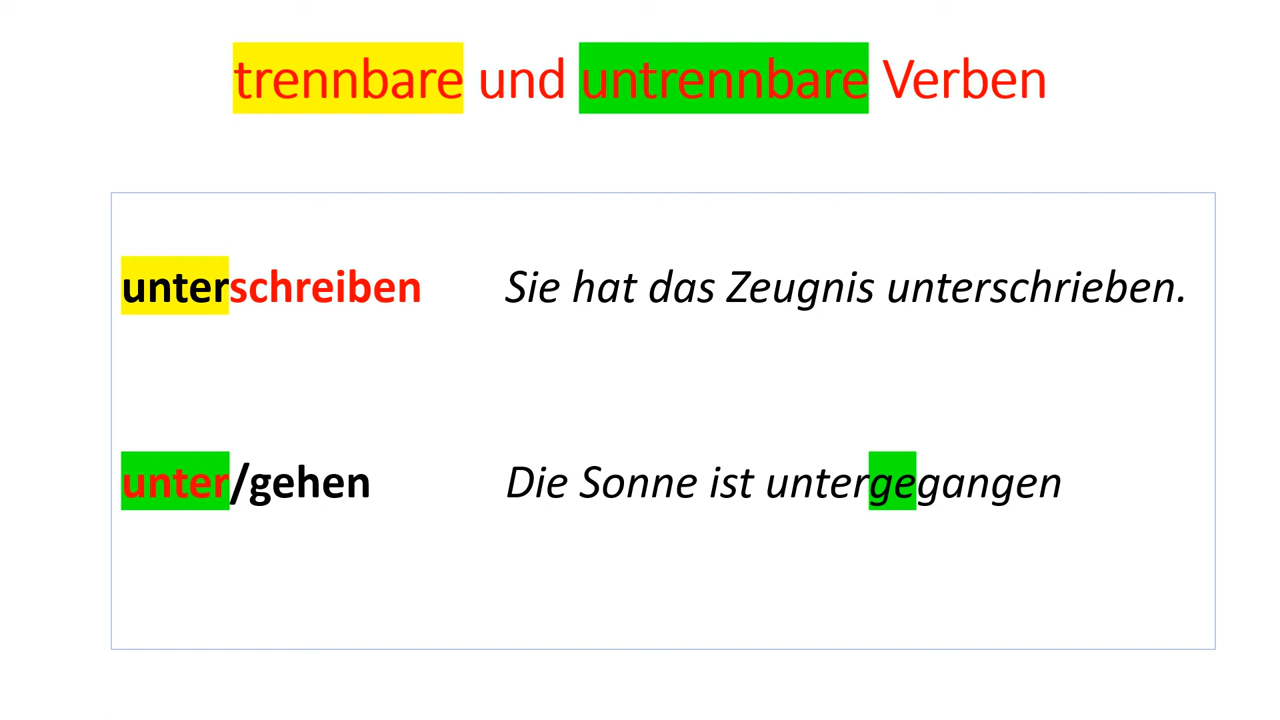 trennbare und untrennbare Verben
unterschreiben Sie hat das Zeugnis unterschrieben.
unter/gehen Die Sonne ist untergegangen